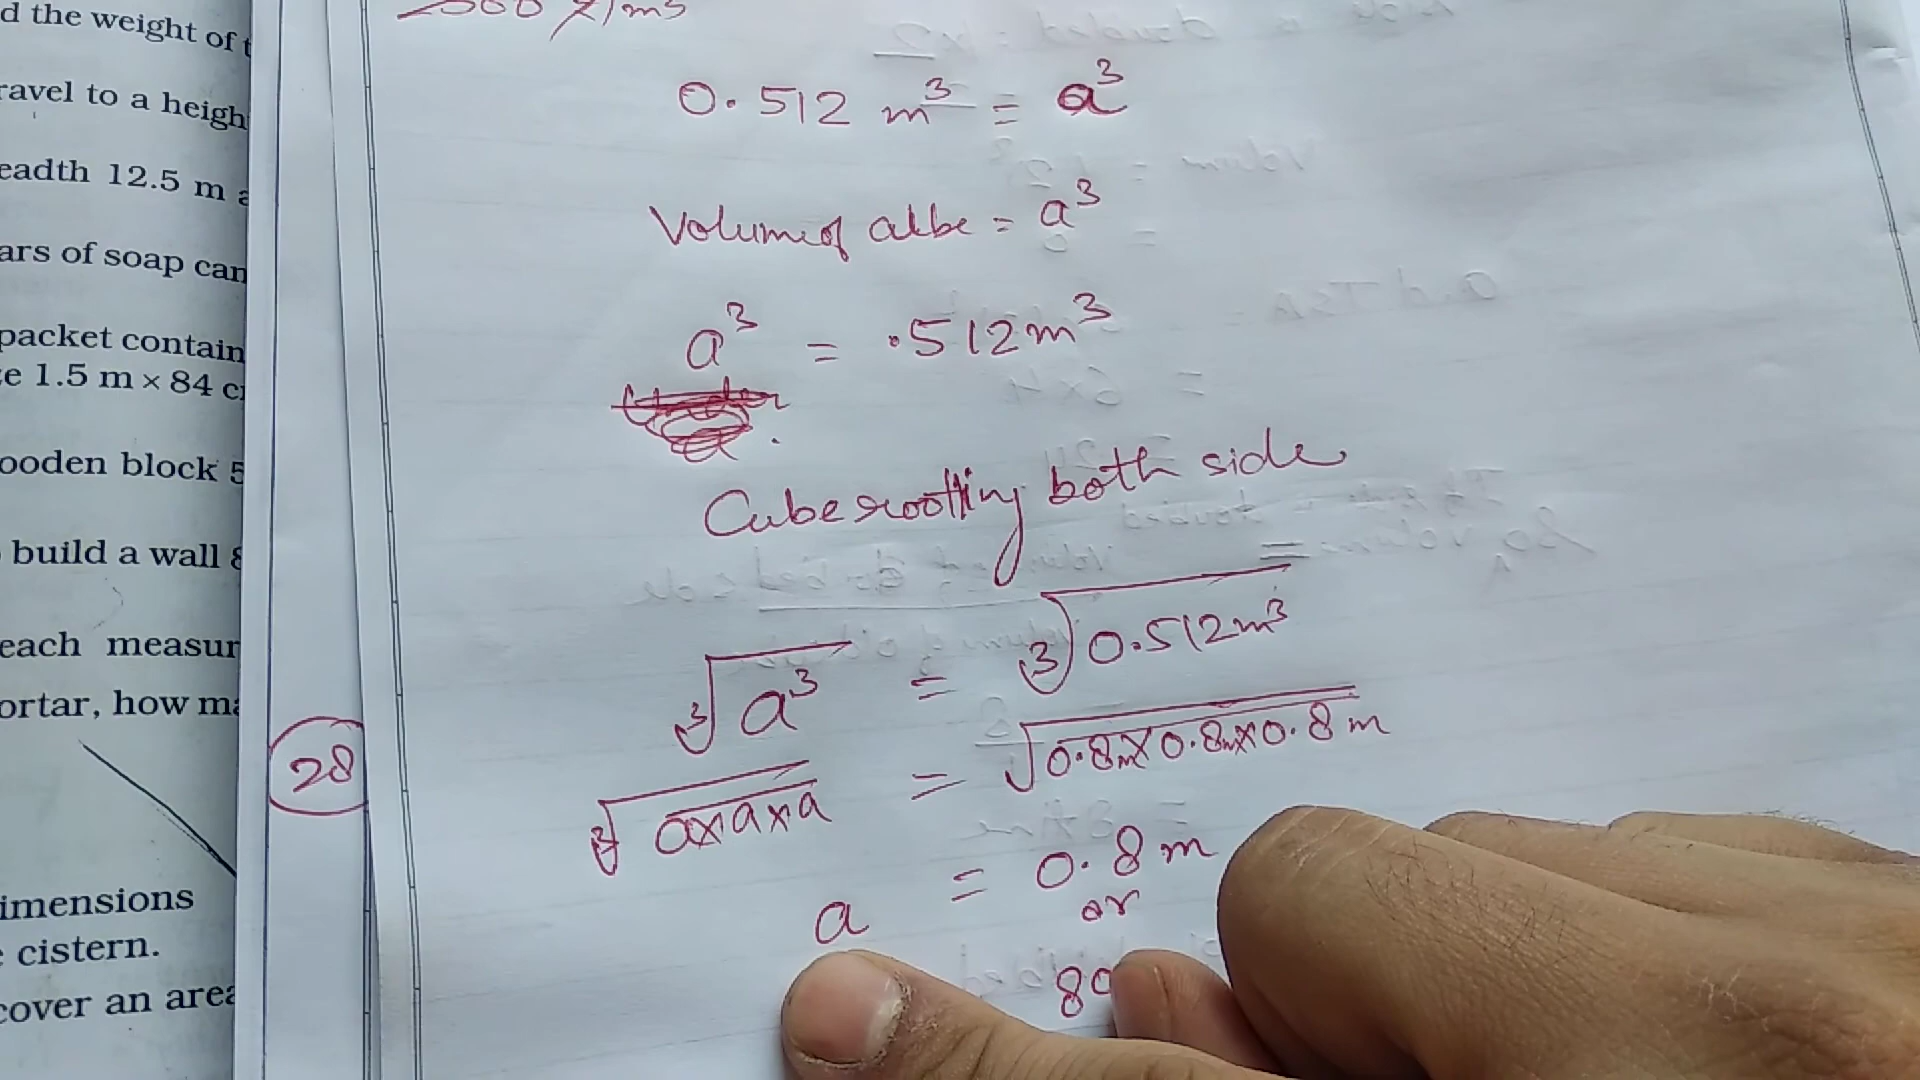 d the weight of t
ravel to a heigh
eadth 12.5 m a
ars of soap can
packet contain
e 1.5 m × 84 c
ooden block 5
build a wall 8
each measur
ortar, how ma
imensions
cistern.
cover an area
28
0.512 m³ = a³
Volume of cube = a³
a³ = .512m³
Cube rooting both side
∛a³ = ∛0.512m³
∛a×a×a = √0.8m×0.8m×0.8m
a = 0.8 m
or
80